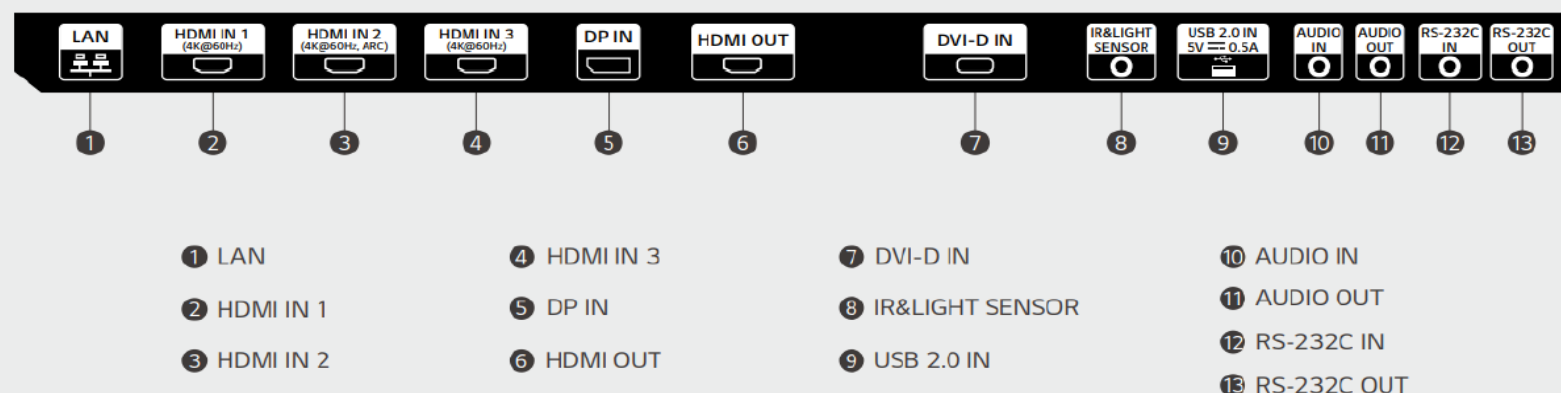 LAN
HDMI IN 1
(4K@60Hz)
HDMI IN 2
(4K@60Hz, ARC)
HDMI IN 3
(4K@60Hz)
DP IN
HDMI OUT
DVI-D IN
IR&LIGHT
SENSOR
USB 2.0 IN
5V ⎓ 0.5A
AUDIO
IN
AUDIO
OUT
RS-232C
IN
RS-232C
OUT
1 2 3 4 5 6 7 8 9 10 11 12 13
1 LAN
2 HDMI IN 1
3 HDMI IN 2
4 HDMI IN 3
5 DP IN
6 HDMI OUT
7 DVI-D IN
8 IR&LIGHT SENSOR
9 USB 2.0 IN
10 AUDIO IN
11 AUDIO OUT
12 RS-232C IN
13 RS-232C OUT